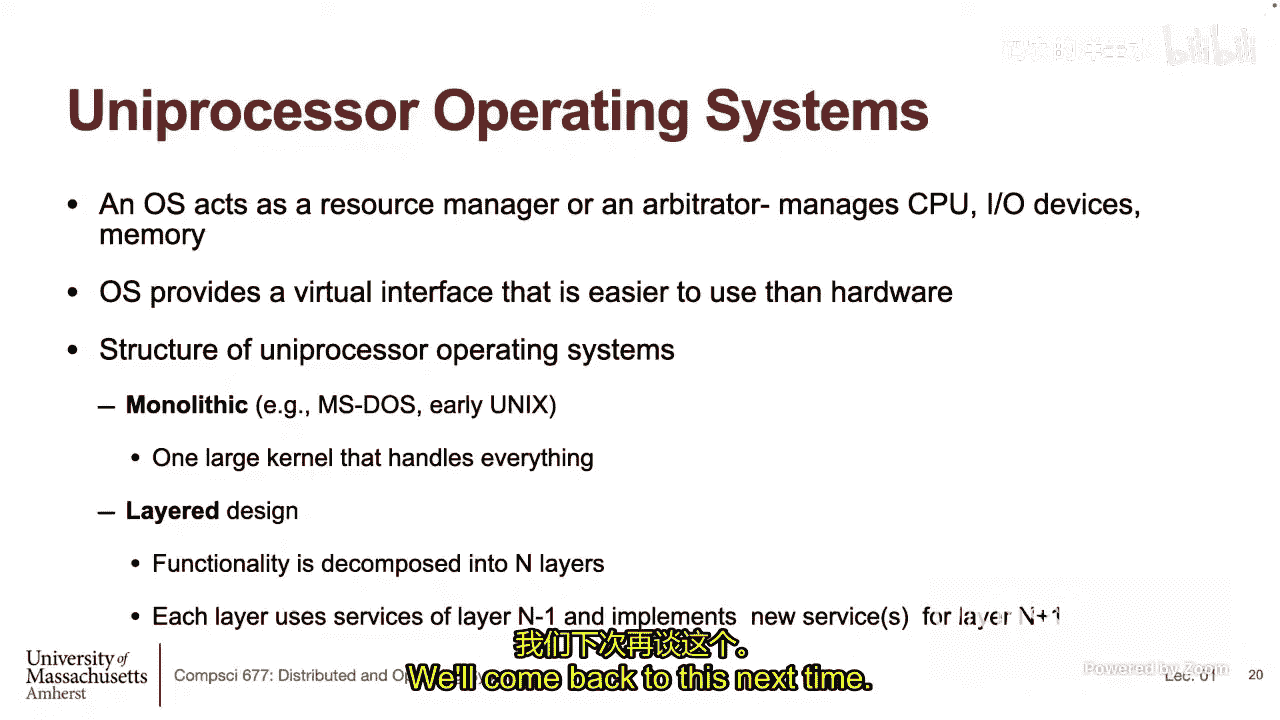 bilibili
Uniprocessor Operating Systems
• An OS acts as a resource manager or an arbitrator- manages CPU, I/O devices,
memory
• OS provides a virtual interface that is easier to use than hardware
• Structure of uniprocessor operating systems
– Monolithic (e.g., MS-DOS, early UNIX)
• One large kernel that handles everything
– Layered design
• Functionality is decomposed into N layers
• Each layer uses services of layer N-1 and implements new service(s) for layer N+1
我们下次再谈这个。
We'll come back to this next time.
University of
Massachusetts
Amherst
Compsci 677: Distributed and
Powered by Zoom
Lec. 01
20